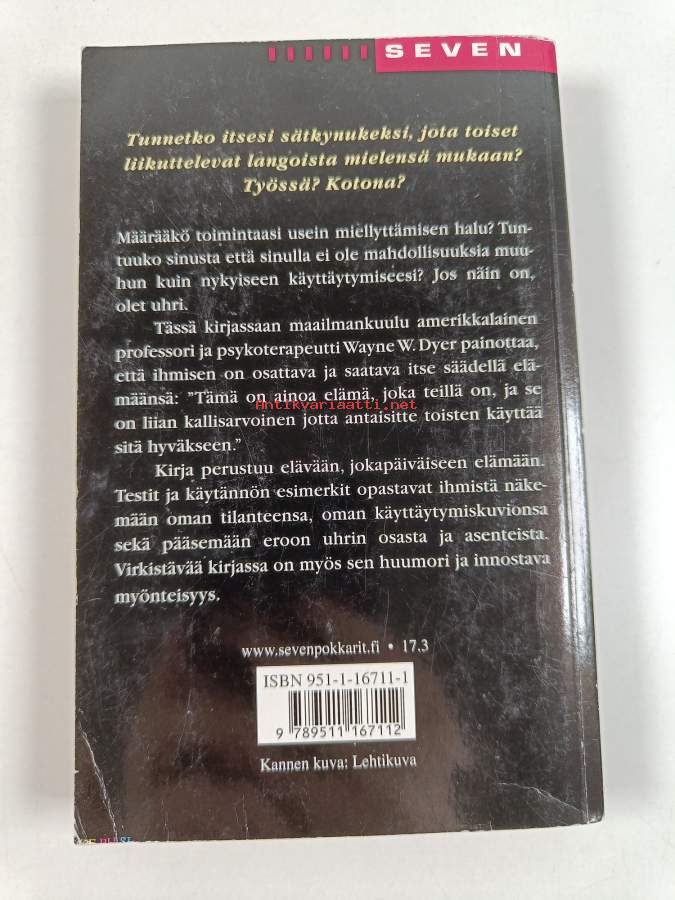 SEVEN
Tunnetko itsesi sätkynukeksi, jota toiset
liikuttelevat langoista mielensä mukaan?
Työssä? Kotona?
Määrääkö toimintaasi usein miellyttämisen halu? Tun-
tuuko sinusta että sinulla ei ole mahdollisuuksia muu-
hun kuin nykyiseen käyttäytymiseesi? Jos näin on,
olet uhri.
Tässä kirjassaan maailmankuulu amerikkalainen
professori ja psykoterapeutti Wayne W. Dyer painottaa,
että ihmisen on osattava ja saatava itse säädellä elä-
määnsä: ”Tämä on ainoa elämä, joka teillä on, ja se
Antikvariaatti.net
on liian kallisarvoinen jotta antaisitte toisten käyttää
sitä hyväkseen.”
Kirja perustuu elävään, jokapäiväiseen elämään.
Testit ja käytännön esimerkit opastavat ihmistä näke-
mään oman tilanteensa, oman käyttäytymiskuvionsa
sekä pääsemään eroon uhrin osasta ja asenteista.
Virkistävää kirjassa on myös sen huumori ja innostava
myönteisyys.
www.sevenpokkarit.fi • 17.3
ISBN 951-1-16711-1
9 789511 167112
Kannen kuva: Lehtikuva